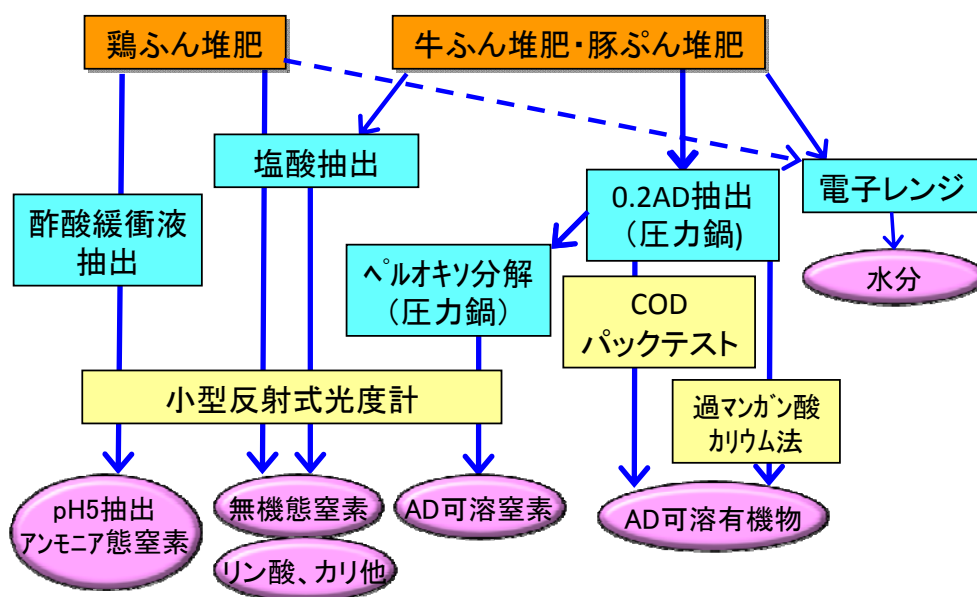 鶏ふん堆肥
牛ふん堆肥・豚ぷん堆肥
塩酸抽出
電子レンジ
0.2AD抽出
(圧力鍋)
酢酸緩衝液
抽出
ペルオキソ分解
(圧力鍋)
水分
COD
パックテスト
小型反射式光度計
過マンガン酸
カリウム法
pH5抽出
アンモニア態窒素
無機態窒素
AD可溶窒素
AD可溶有機物
リン酸、カリ他